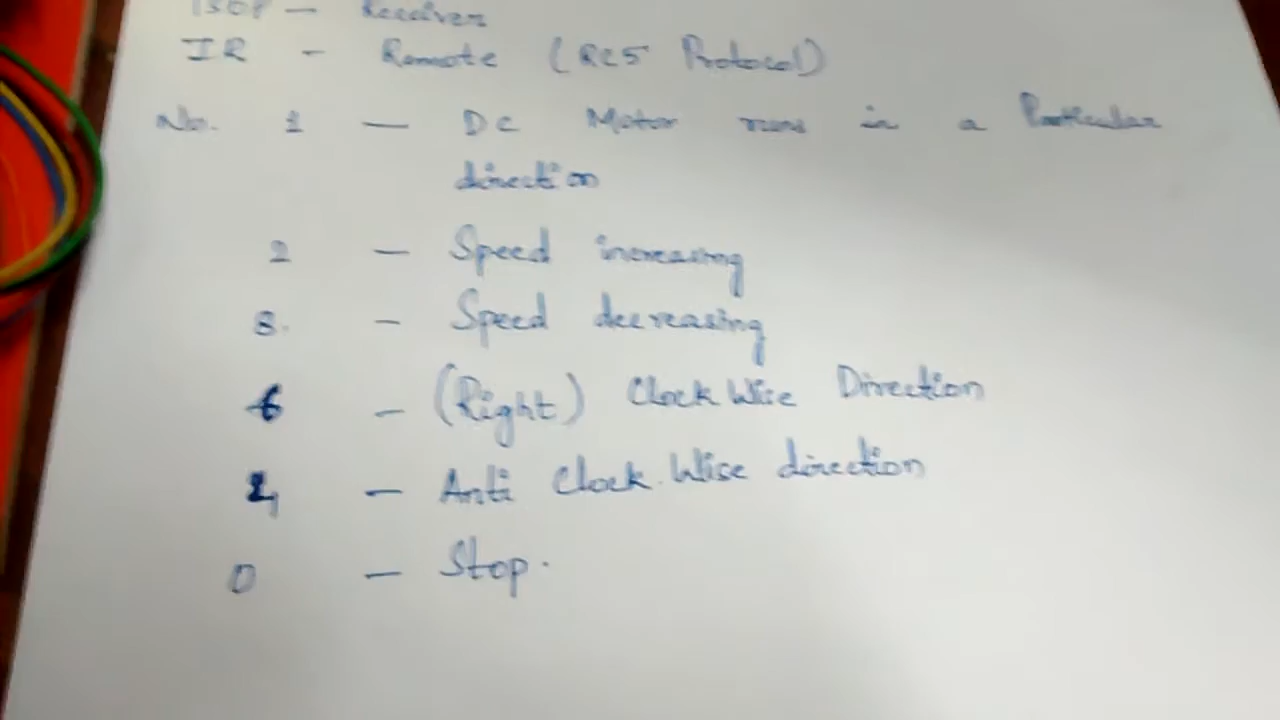 Receiver
IR - Remote (RC5 Protocol)
No. 1 — DC Motor runs in a Particular
direction
2 — Speed increasing
8. - Speed decreasing
6 - (Right) Clock Wise Direction
4 - Anti Clock Wise direction
0 - Stop.